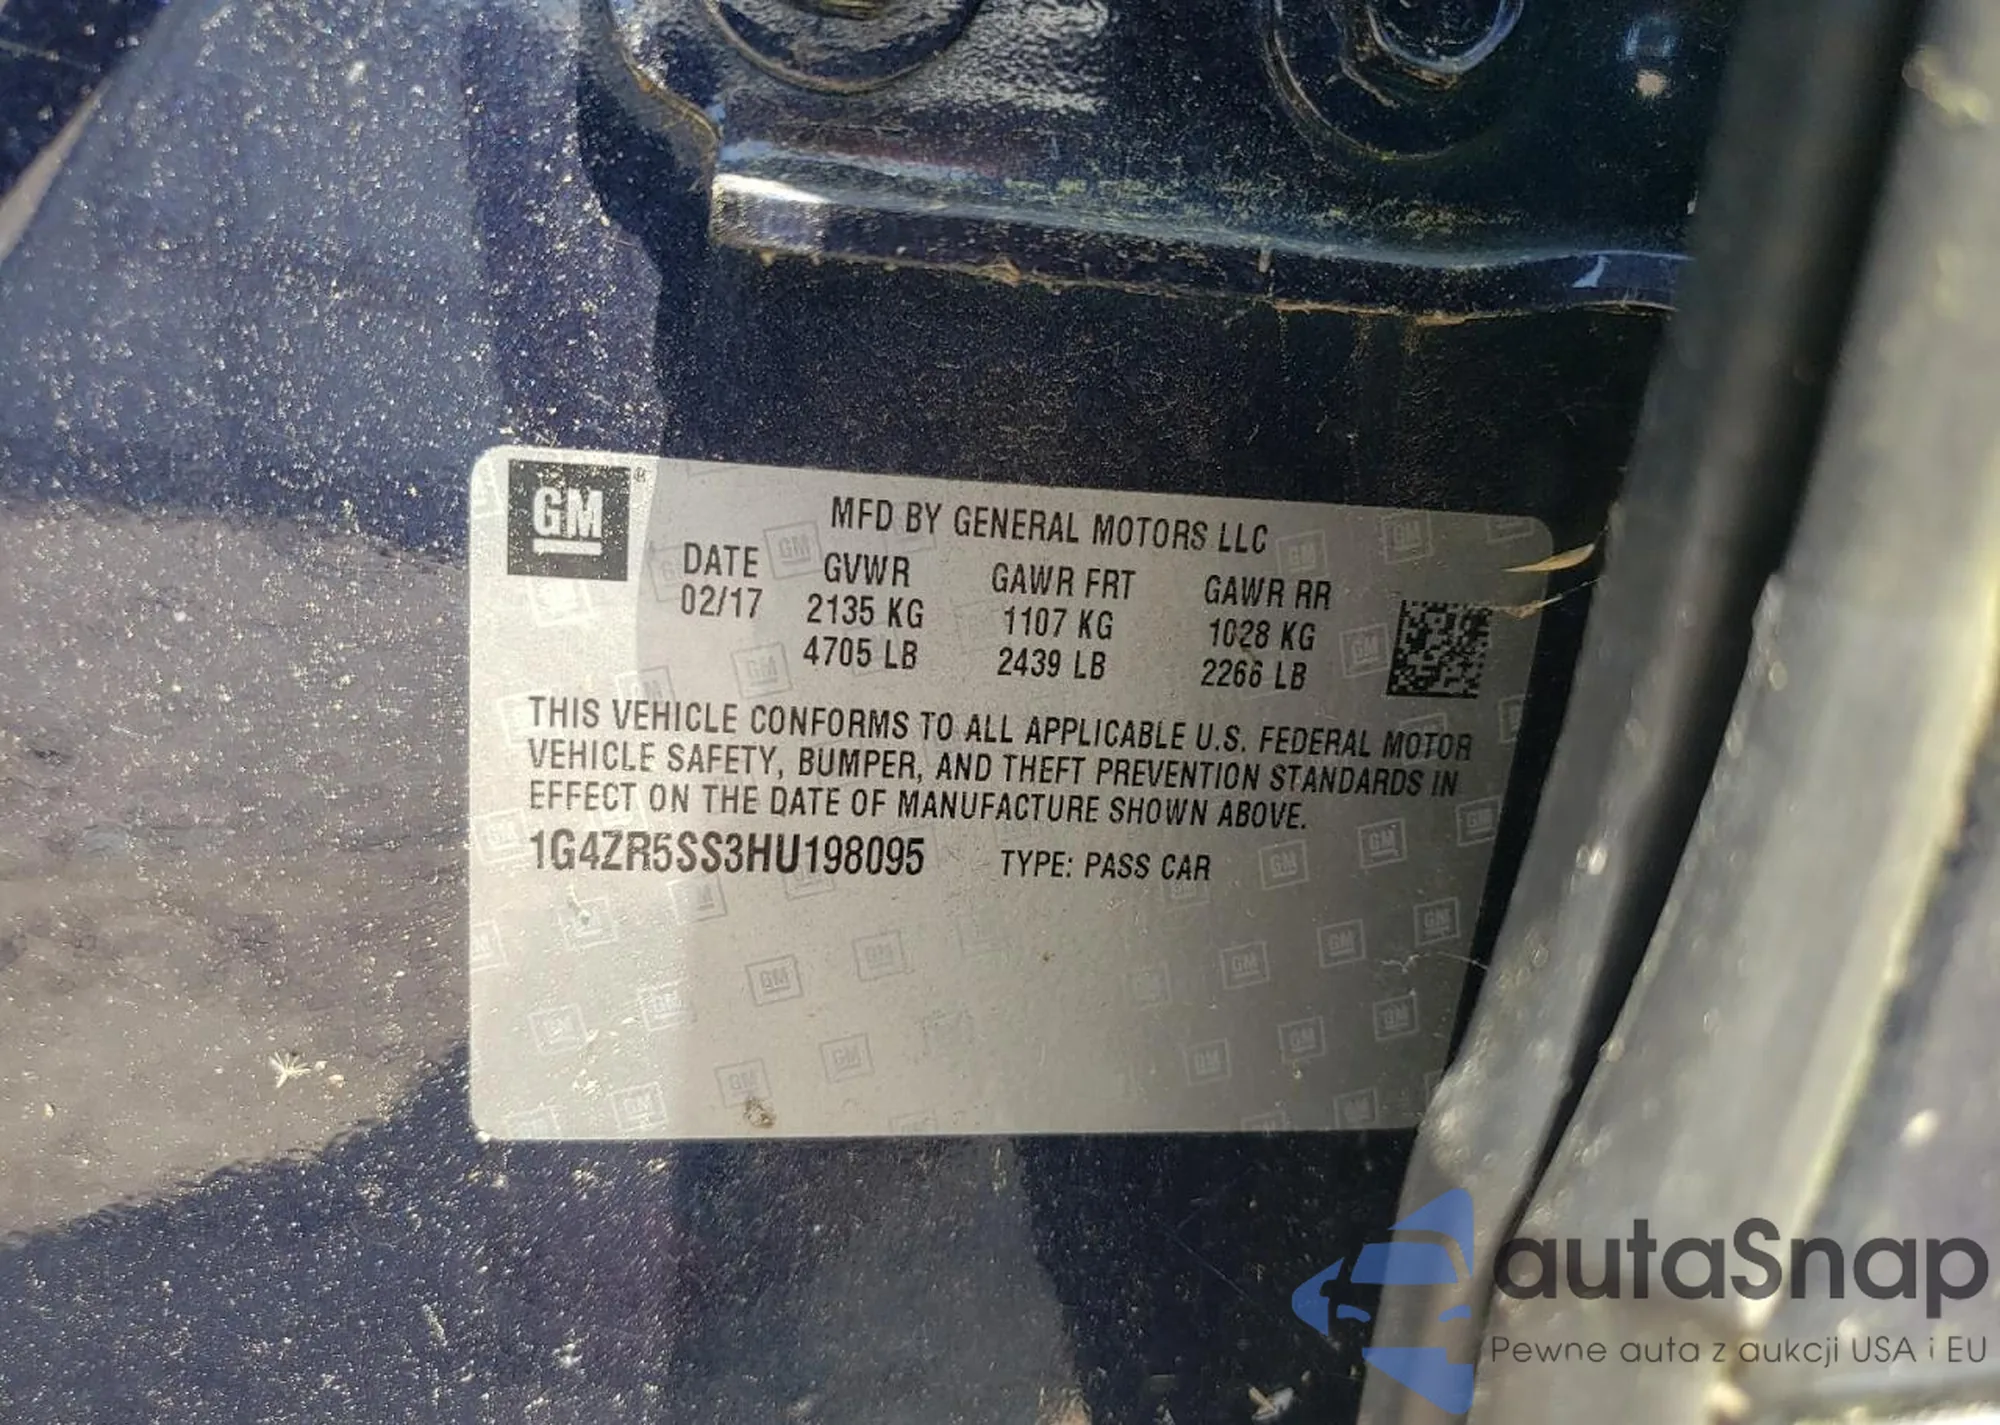 GM ®
MFD BY GENERAL MOTORS LLC
DATE GVWR GAWR FRT GAWR RR
02/17 2135 KG 1107 KG 1028 KG
4705 LB 2439 LB 2266 LB
THIS VEHICLE CONFORMS TO ALL APPLICABLE U.S. FEDERAL MOTOR
VEHICLE SAFETY, BUMPER, AND THEFT PREVENTION STANDARDS IN
EFFECT ON THE DATE OF MANUFACTURE SHOWN ABOVE.
1G4ZR5SS3HU198095 TYPE: PASS CAR
autaSnap
Pewne auta z aukcji USA i EU